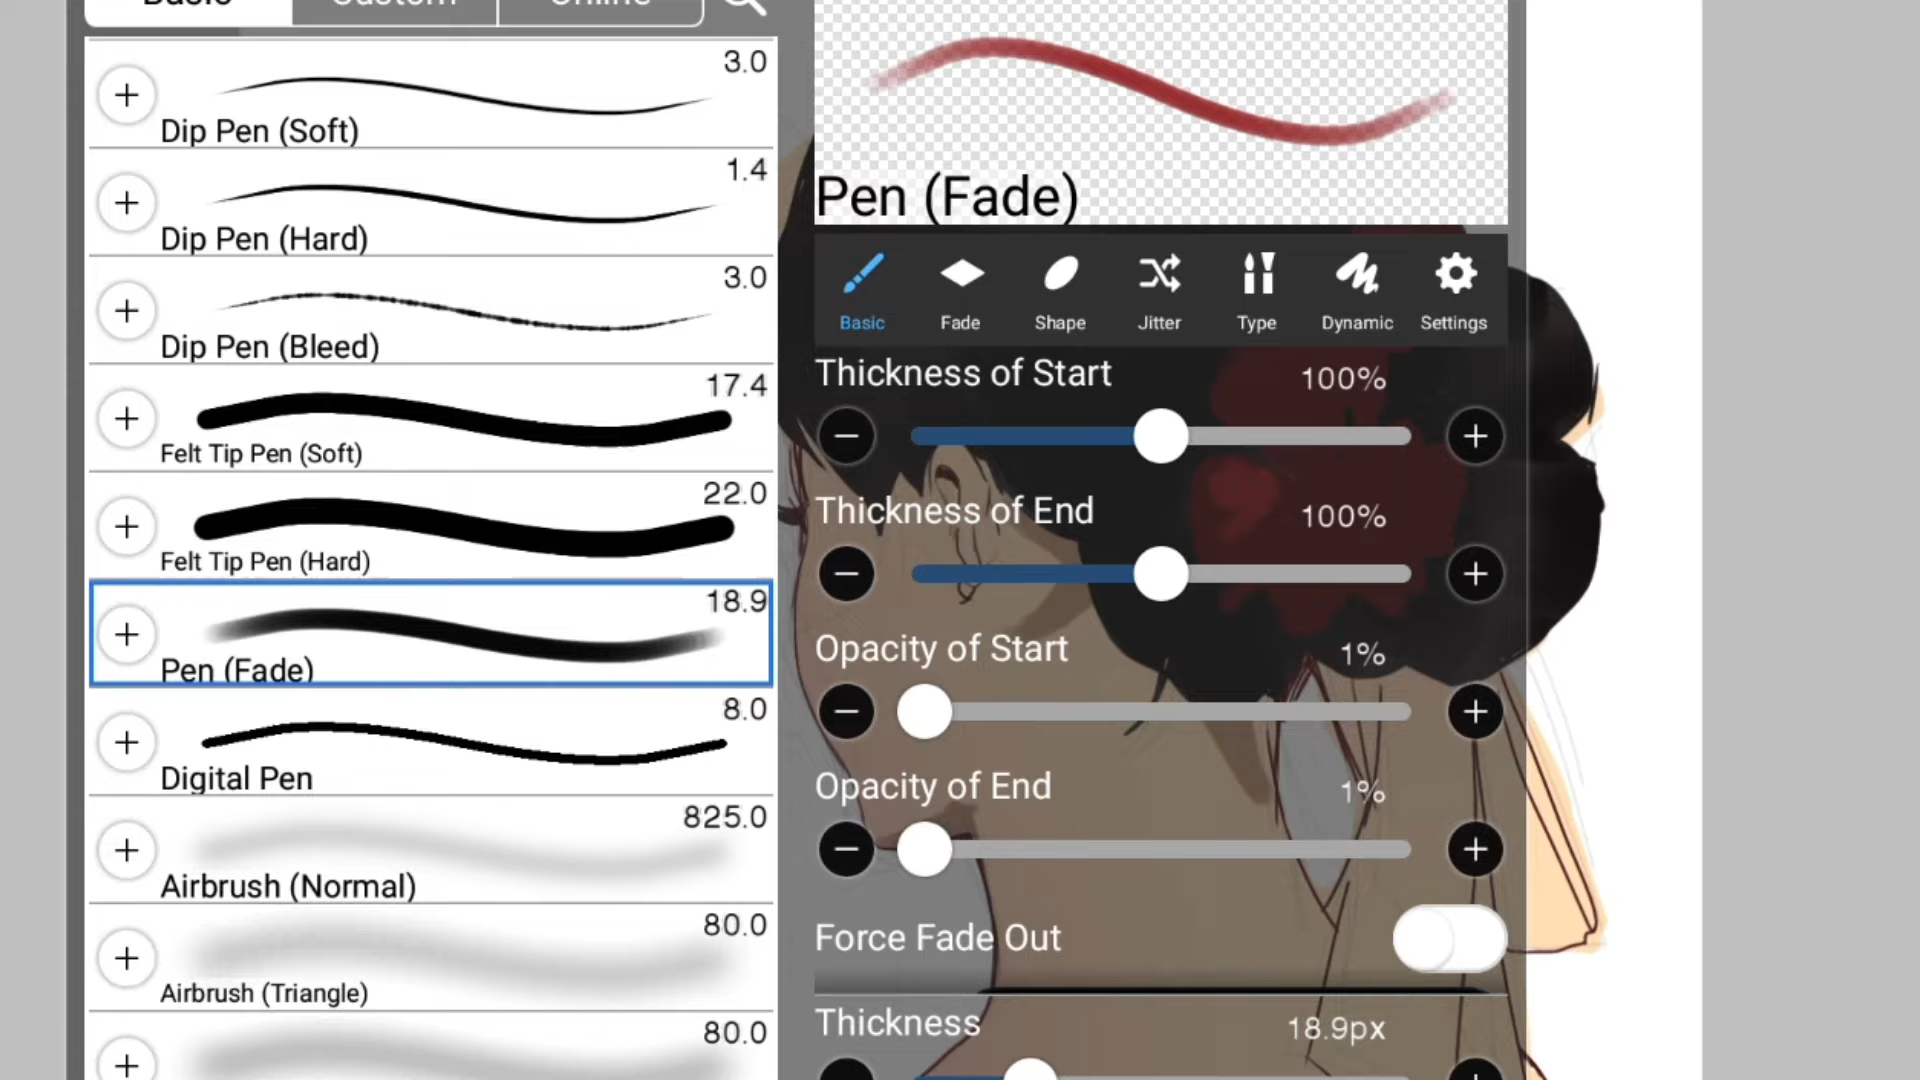 Basic
Custom
Online
3.0
Dip Pen (Soft)
1.4
Dip Pen (Hard)
3.0
Dip Pen (Bleed)
17.4
Felt Tip Pen (Soft)
22.0
Felt Tip Pen (Hard)
18.9
Pen (Fade)
8.0
Digital Pen
825.0
Airbrush (Normal)
80.0
Airbrush (Triangle)
80.0
Pen (Fade)
Basic
Fade
Shape
Jitter
Type
Dynamic
Settings
Thickness of Start
100%
Thickness of End
100%
Opacity of Start
1%
Opacity of End
1%
Force Fade Out
Thickness
18.9px